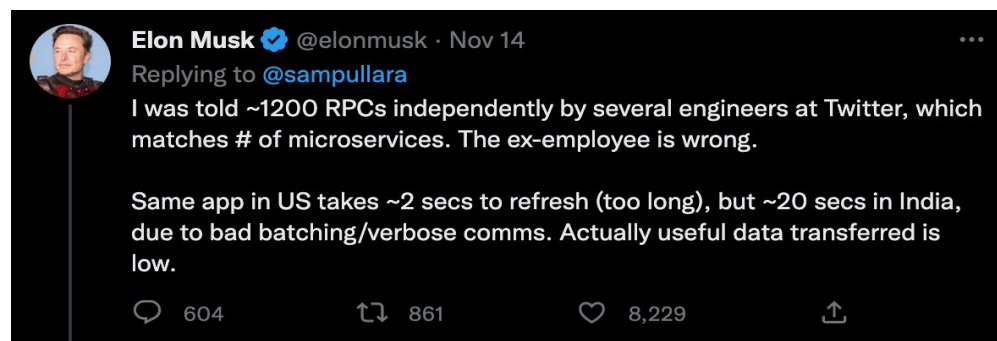 Elon Musk @elonmusk · Nov 14
Replying to @sampullara
I was told ~1200 RPCs independently by several engineers at Twitter, which
matches # of microservices. The ex-employee is wrong.
Same app in US takes ~2 secs to refresh (too long), but ~20 secs in India,
due to bad batching/verbose comms. Actually useful data transferred is
low.
604 861 8,229